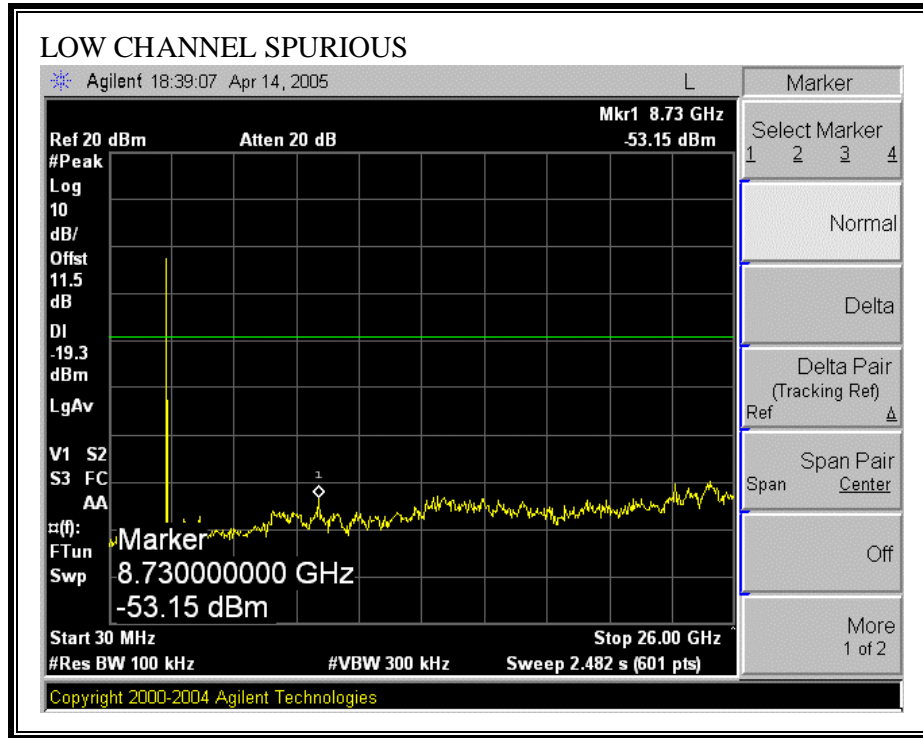 LOW CHANNEL SPURIOUS
Agilent 18:39:07 Apr 14, 2005 L
Mkr1 8.73 GHz
Ref 20 dBm Atten 20 dB -53.15 dBm
#Peak
Log
10
dB/
Offst
11.5
dB
DI
-19.3
dBm
LgAv
V1 S2
S3 FC
AA
¤(f):
FTun
Swp
1
Marker
8.730000000 GHz
-53.15 dBm
Start 30 MHz Stop 26.00 GHz
#Res BW 100 kHz #VBW 300 kHz Sweep 2.482 s (601 pts)
Copyright 2000-2004 Agilent Technologies
Marker
Select Marker
1 2 3 4
Normal
Delta
Delta Pair
(Tracking Ref)
Ref Δ
Span Pair
Span Center
Off
More
1 of 2